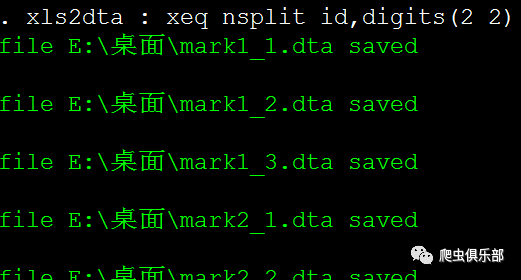 . xls2dta : xeq nsplit id,digits(2 2)
file E:\桌面\mark1_1.dta saved
file E:\桌面\mark1_2.dta saved
file E:\桌面\mark1_3.dta saved
file E:\桌面\mark2_1.dta saved
爬虫俱乐部
file E:\桌面\mark2_2.dta saved